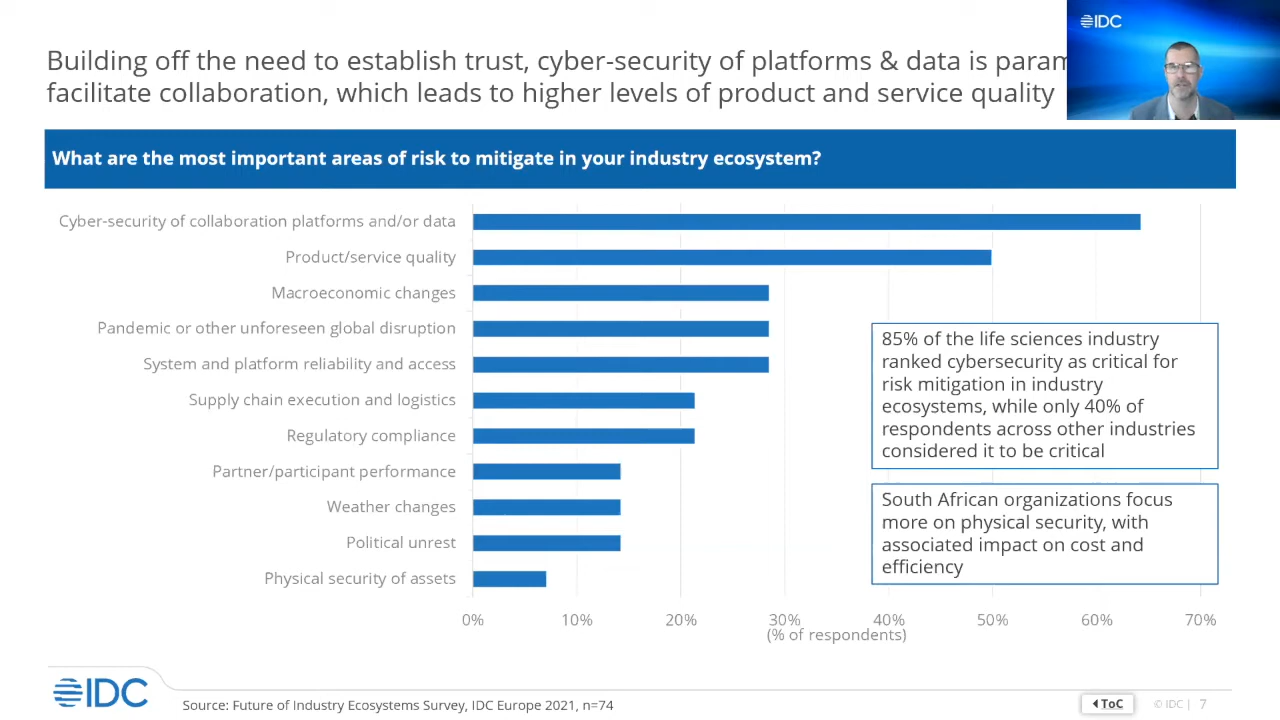 IDC
Building off the need to establish trust, cyber-security of platforms & data is param
facilitate collaboration, which leads to higher levels of product and service quality
What are the most important areas of risk to mitigate in your industry ecosystem?
Cyber-security of collaboration platforms and/or data
Product/service quality
Macroeconomic changes
Pandemic or other unforeseen global disruption
System and platform reliability and access
Supply chain execution and logistics
Regulatory compliance
Partner/participant performance
Weather changes
Political unrest
Physical security of assets
0% 10% 20% 30% 40% 50% 60% 70%
(% of respondents)
85% of the life sciences industry
ranked cybersecurity as critical for
risk mitigation in industry
ecosystems, while only 40% of
respondents across other industries
considered it to be critical
South African organizations focus
more on physical security, with
associated impact on cost and
efficiency
IDC
Source: Future of Industry Ecosystems Survey, IDC Europe 2021, n=74
ToC
© IDC | 7